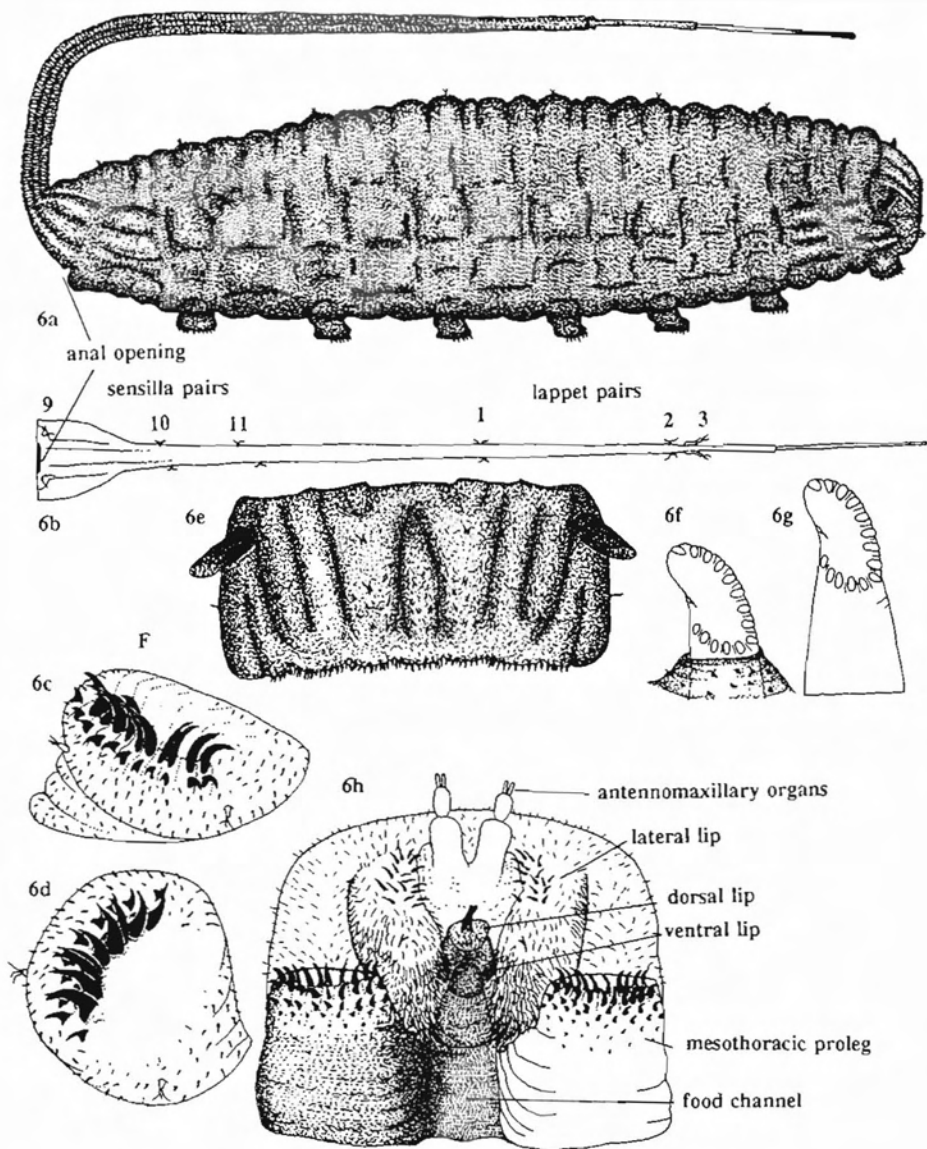 6a
anal opening
sensilla pairs
lappet pairs
9
10
11
1
2
3
6b
6e
6f
6g
F
6c
6h
antennomaxillary organs
lateral lip
6d
dorsal lip
ventral lip
mesothoracic proleg
food channel